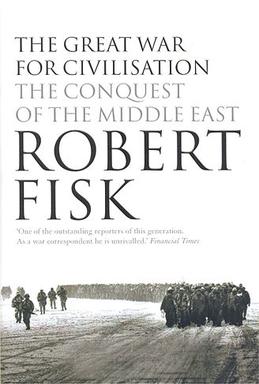 THE GREAT WAR
FOR CIVILISATION
THE CONQUEST
OF THE MIDDLE EAST
ROBERT
FISK
‘One of the outstanding reporters of this generation.
As a war correspondent he is unrivalled.’ Financial Times